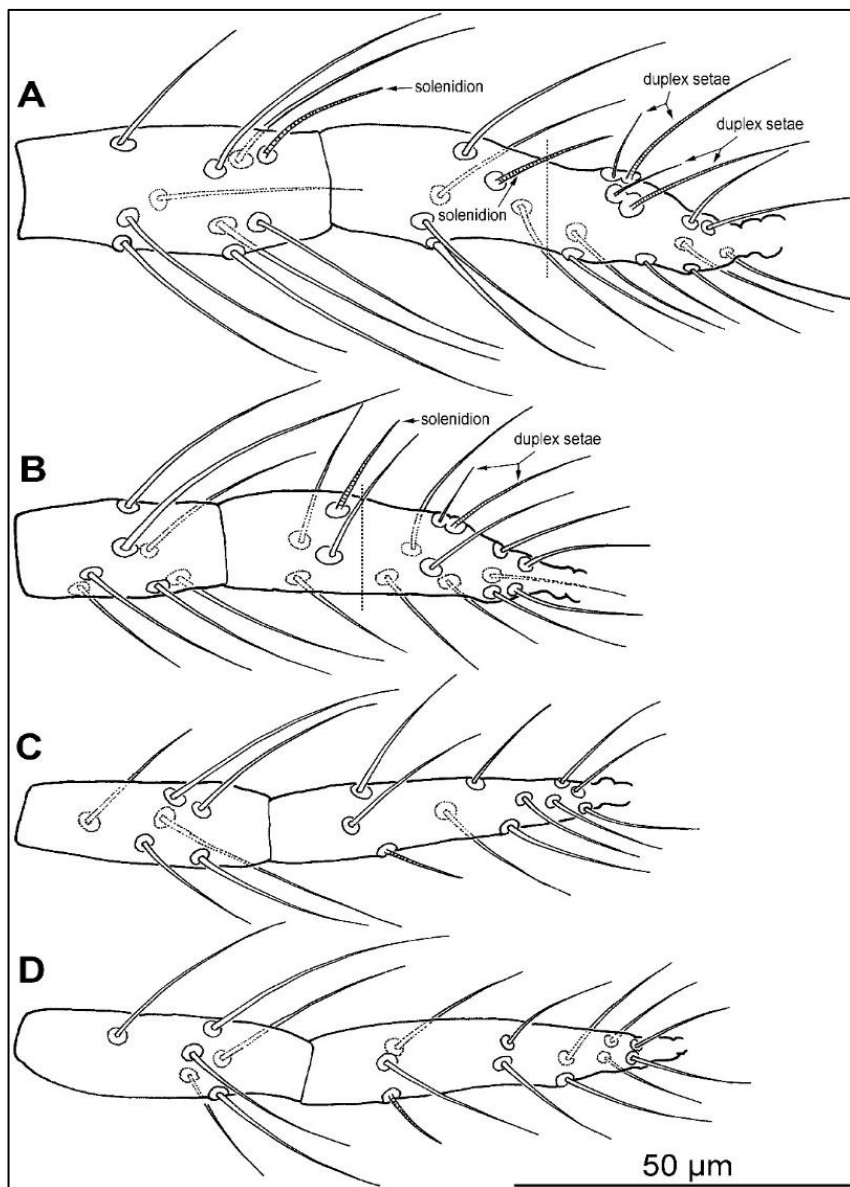 A
solenidion
duplex setae
duplex setae
solenidion
B
solenidion
duplex setae
C
D
50 µm